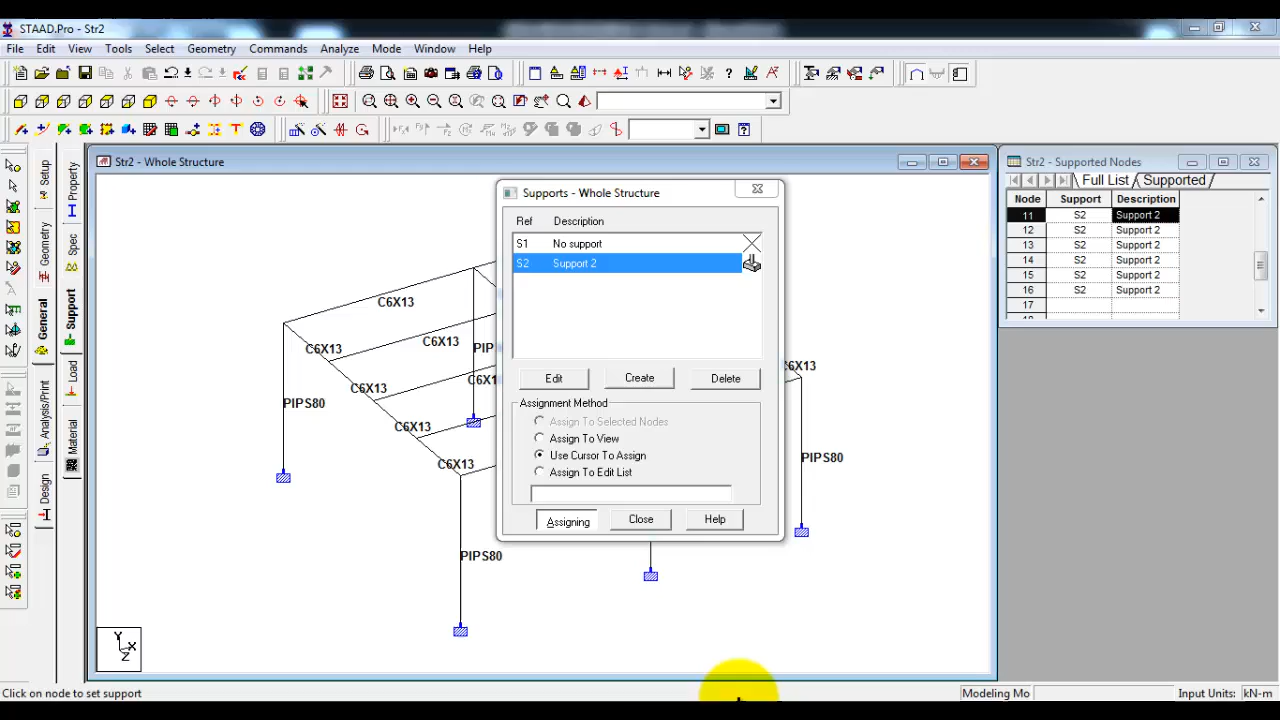 STAAD.Pro - Str2
File Edit View Tools Select Geometry Commands Analyze Mode Window Help
Str2 - Whole Structure
Setup
Geometry
General
Analysis/Print
Design
Property
Spec
Support
Load
Material
C6X13
C6X13
C6X13
C6X13
C6X13
C6X13
C6X13
PIPS80
PIPS80
PIPS80
C6X13
Y
X
Z
Supports - Whole Structure
Ref Description
S1 No support
S2 Support 2
Edit Create Delete
Assignment Method
Assign To Selected Nodes
Assign To View
Use Cursor To Assign
Assign To Edit List
Assigning Close Help
Str2 - Supported Nodes
Full List Supported
Node Support Description
11 S2 Support 2
12 S2 Support 2
13 S2 Support 2
14 S2 Support 2
15 S2 Support 2
16 S2 Support 2
17
Click on node to set support
Modeling Mo
Input Units: kN-m